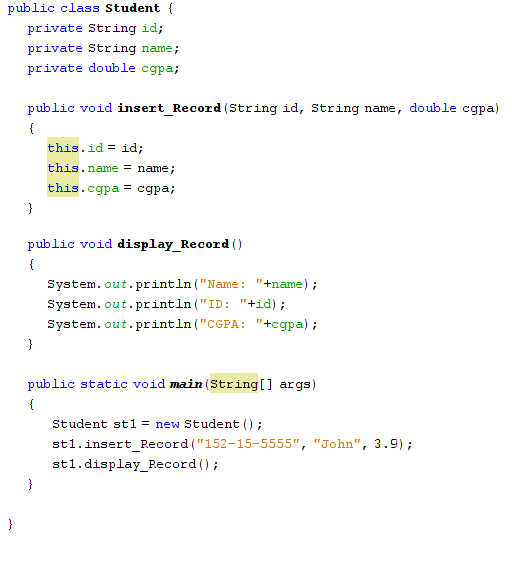 public class Student {
private String id;
private String name;
private double cgpa;
public void insert_Record(String id, String name, double cgpa)
{
this.id = id;
this.name = name;
this.cgpa = cgpa;
}
public void display_Record()
{
System.out.println("Name: "+name);
System.out.println("ID: "+id);
System.out.println("CGPA: "+cgpa);
}
public static void main(String[] args)
{
Student st1 = new Student();
st1.insert_Record("152-15-5555", "John", 3.9);
st1.display_Record();
}
}